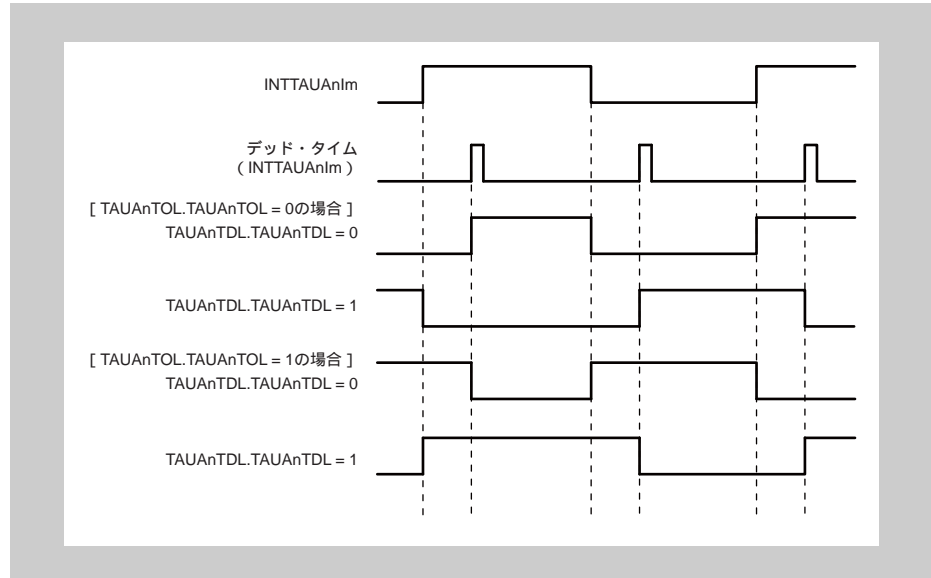 INTTAUAnIm
デッド・タイム
( INTTAUAnIm )
[ TAUAnTOL.TAUAnTOL = 0の場合 ]
TAUAnTDL.TAUAnTDL = 0
TAUAnTDL.TAUAnTDL = 1
[ TAUAnTOL.TAUAnTOL = 1の場合 ]
TAUAnTDL.TAUAnTDL = 0
TAUAnTDL.TAUAnTDL = 1